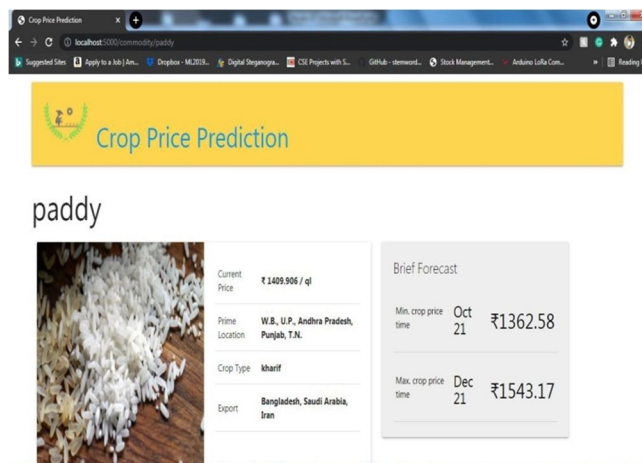 Crop Price Prediction
localhost:5000/commodity/paddy
Suggested Sites
Apply to a Job | Am...
Dropbox - ML2019...
Digital Steganogra...
CSE Projects with S...
GitHub - stemword...
Stock Management...
Arduino LoRa Com...
»
Reading
Crop Price Prediction
paddy
Current Price
₹ 1409.906 / ql
Prime Location
W.B., U.P., Andhra Pradesh,
Punjab, T.N.
Crop Type
kharif
Export
Bangladesh, Saudi Arabia,
Iran
Brief Forecast
Min. crop price
time
Oct
21
₹1362.58
Max. crop price
time
Dec
21
₹1543.17